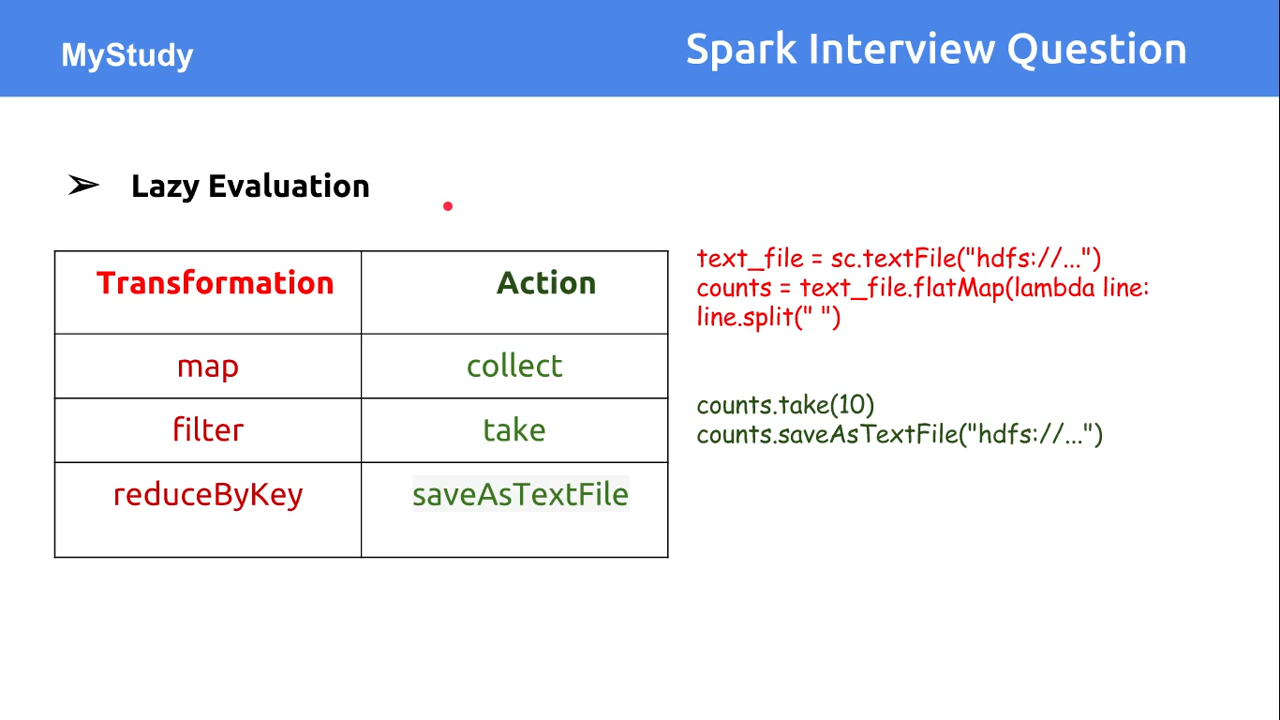 MyStudy
Spark Interview Question
➢ Lazy Evaluation
Transformation Action
map collect
filter take
reduceByKey saveAsTextFile
text_file = sc.textFile("hdfs://...")
counts = text_file.flatMap(lambda line:
line.split(" ")
counts.take(10)
counts.saveAsTextFile("hdfs://...")